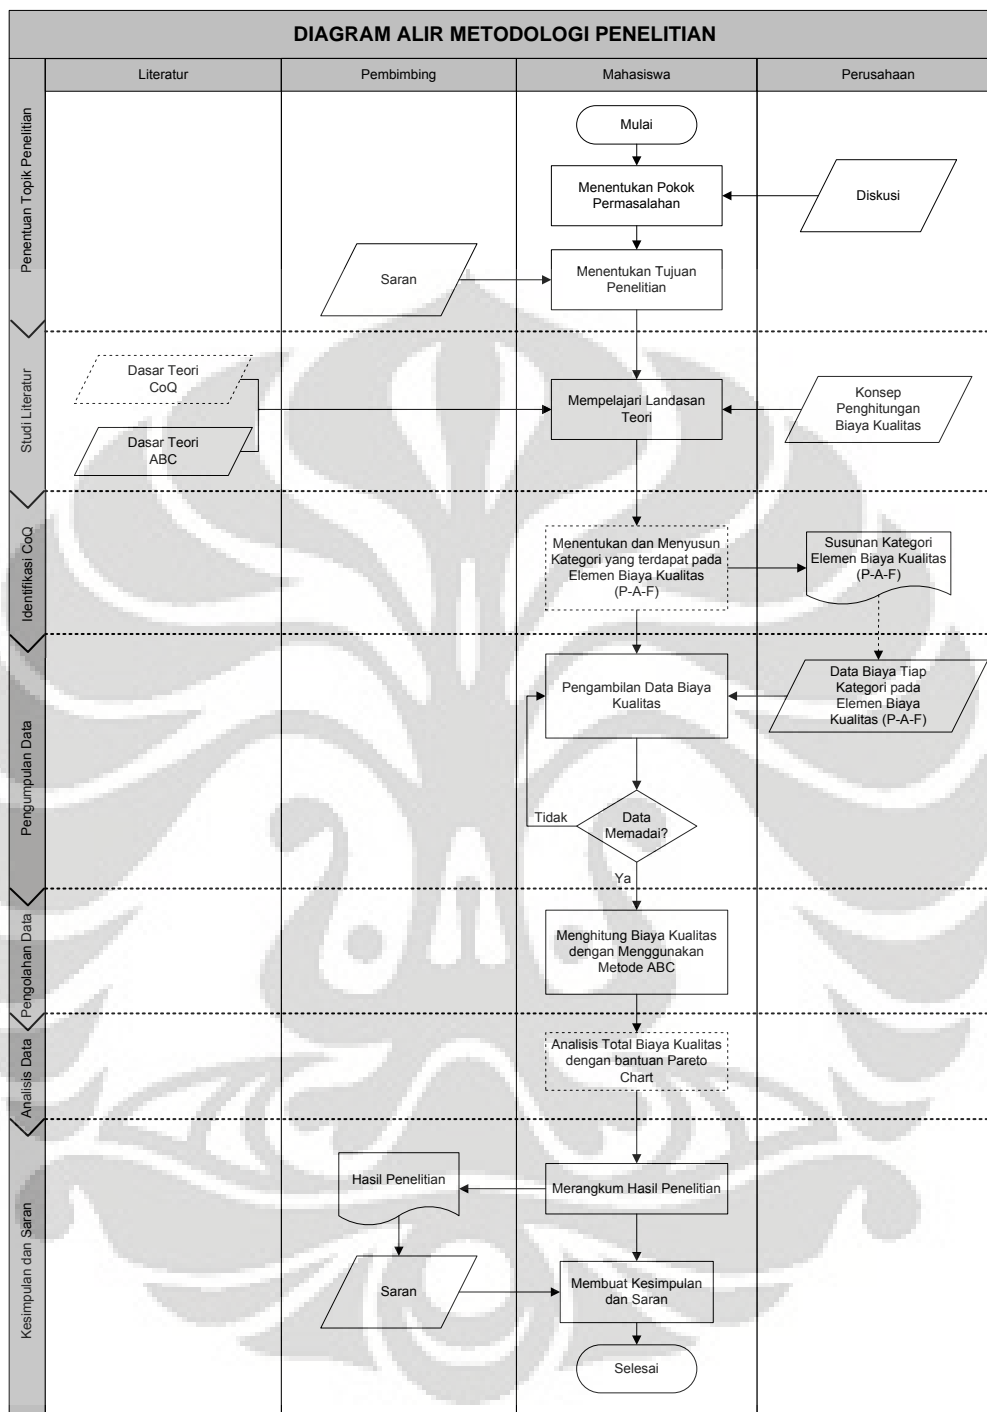 DIAGRAM ALIR METODOLOGI PENELITIAN
Literatur
Pembimbing
Mahasiswa
Perusahaan
Penentuan Topik Penelitian
Mulai
Menentukan Pokok
Permasalahan
Diskusi
Saran
Menentukan Tujuan
Penelitian
Studi Literatur
Dasar Teori
CoQ
Dasar Teori
ABC
Mempelajari Landasan
Teori
Konsep
Penghitungan
Biaya Kualitas
Identifikasi CoQ
Menentukan dan Menyusun
Kategori yang terdapat pada
Elemen Biaya Kualitas
(P-A-F)
Susunan Kategori
Elemen Biaya Kualitas
(P-A-F)
Pengumpulan Data
Pengambilan Data Biaya
Kualitas
Data Biaya Tiap
Kategori pada
Elemen Biaya
Kualitas (P-A-F)
Tidak
Data
Memadai?
Ya
Pengolahan Data
Menghitung Biaya Kualitas
dengan Menggunakan
Metode ABC
Analisis Data
Analisis Total Biaya Kualitas
dengan bantuan Pareto
Chart
Kesimpulan dan Saran
Hasil Penelitian
Merangkum Hasil Penelitian
Saran
Membuat Kesimpulan
dan Saran
Selesai